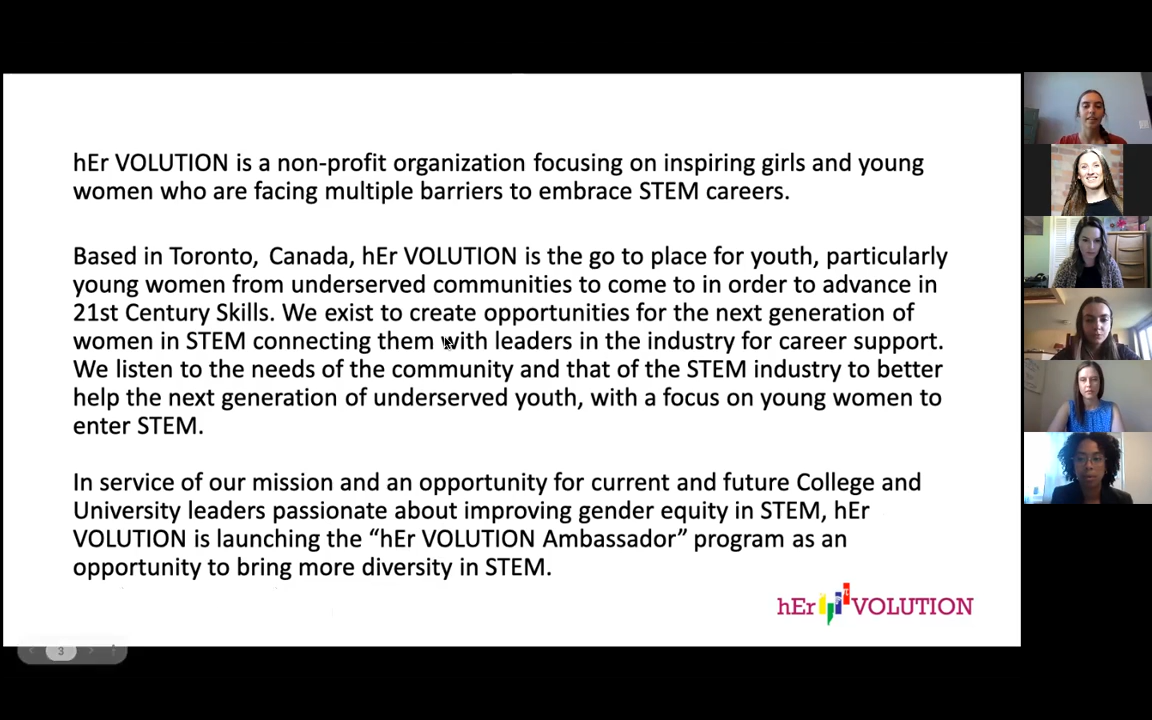 hEr VOLUTION is a non-profit organization focusing on inspiring girls and young
women who are facing multiple barriers to embrace STEM careers.
Based in Toronto, Canada, hEr VOLUTION is the go to place for youth, particularly
young women from underserved communities to come to in order to advance in
21st Century Skills. We exist to create opportunities for the next generation of
women in STEM connecting them with leaders in the industry for career support.
We listen to the needs of the community and that of the STEM industry to better
help the next generation of underserved youth, with a focus on young women to
enter STEM.
In service of our mission and an opportunity for current and future College and
University leaders passionate about improving gender equity in STEM, hEr
VOLUTION is launching the “hEr VOLUTION Ambassador” program as an
opportunity to bring more diversity in STEM.
hEr VOLUTION
3